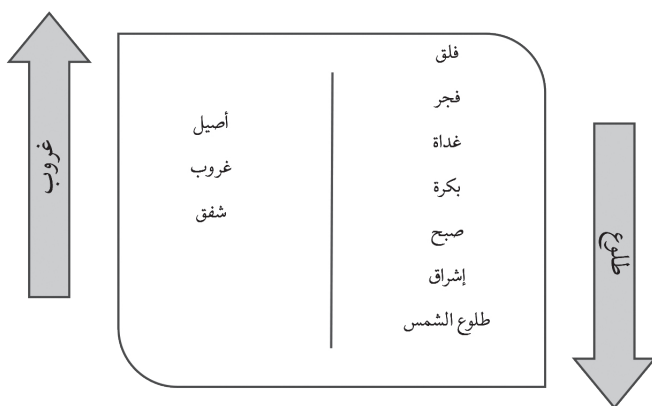 فلق
فجر
غداة
بكرة
صبح
إشراق
طلوع الشمس
أصيل
غروب
شفق
طلوع
غروب